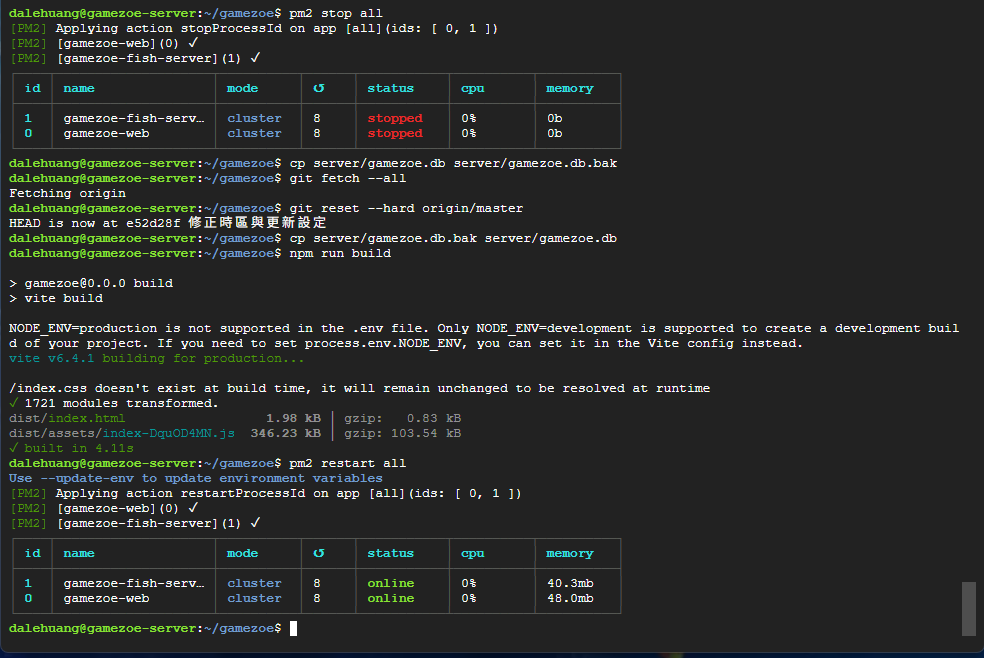 dalehuang@gamezoe-server:~/gamezoe$ pm2 stop all
[PM2] Applying action stopProcessId on app [all](ids: [ 0, 1 ])
[PM2] [gamezoe-web](0) ✓
[PM2] [gamezoe-fish-server](1) ✓
id name mode ↺ status cpu memory
1 gamezoe-fish-serv… cluster 8 stopped 0% 0b
0 gamezoe-web cluster 8 stopped 0% 0b
dalehuang@gamezoe-server:~/gamezoe$ cp server/gamezoe.db server/gamezoe.db.bak
dalehuang@gamezoe-server:~/gamezoe$ git fetch --all
Fetching origin
dalehuang@gamezoe-server:~/gamezoe$ git reset --hard origin/master
HEAD is now at e52d28f 修正時區與更新設定
dalehuang@gamezoe-server:~/gamezoe$ cp server/gamezoe.db.bak server/gamezoe.db
dalehuang@gamezoe-server:~/gamezoe$ npm run build
> gamezoe@0.0.0 build
> vite build
NODE_ENV=production is not supported in the .env file. Only NODE_ENV=development is supported to create a development buil
d of your project. If you need to set process.env.NODE_ENV, you can set it in the Vite config instead.
vite v6.4.1 building for production...
/index.css doesn't exist at build time, it will remain unchanged to be resolved at runtime
✓ 1721 modules transformed.
dist/index.html 1.98 kB │ gzip: 0.83 kB
dist/assets/index-DquOD4MN.js 346.23 kB │ gzip: 103.54 kB
✓ built in 4.11s
dalehuang@gamezoe-server:~/gamezoe$ pm2 restart all
Use --update-env to update environment variables
[PM2] Applying action restartProcessId on app [all](ids: [ 0, 1 ])
[PM2] [gamezoe-web](0) ✓
[PM2] [gamezoe-fish-server](1) ✓
id name mode ↺ status cpu memory
1 gamezoe-fish-serv… cluster 8 online 0% 40.3mb
0 gamezoe-web cluster 8 online 0% 48.0mb
dalehuang@gamezoe-server:~/gamezoe$